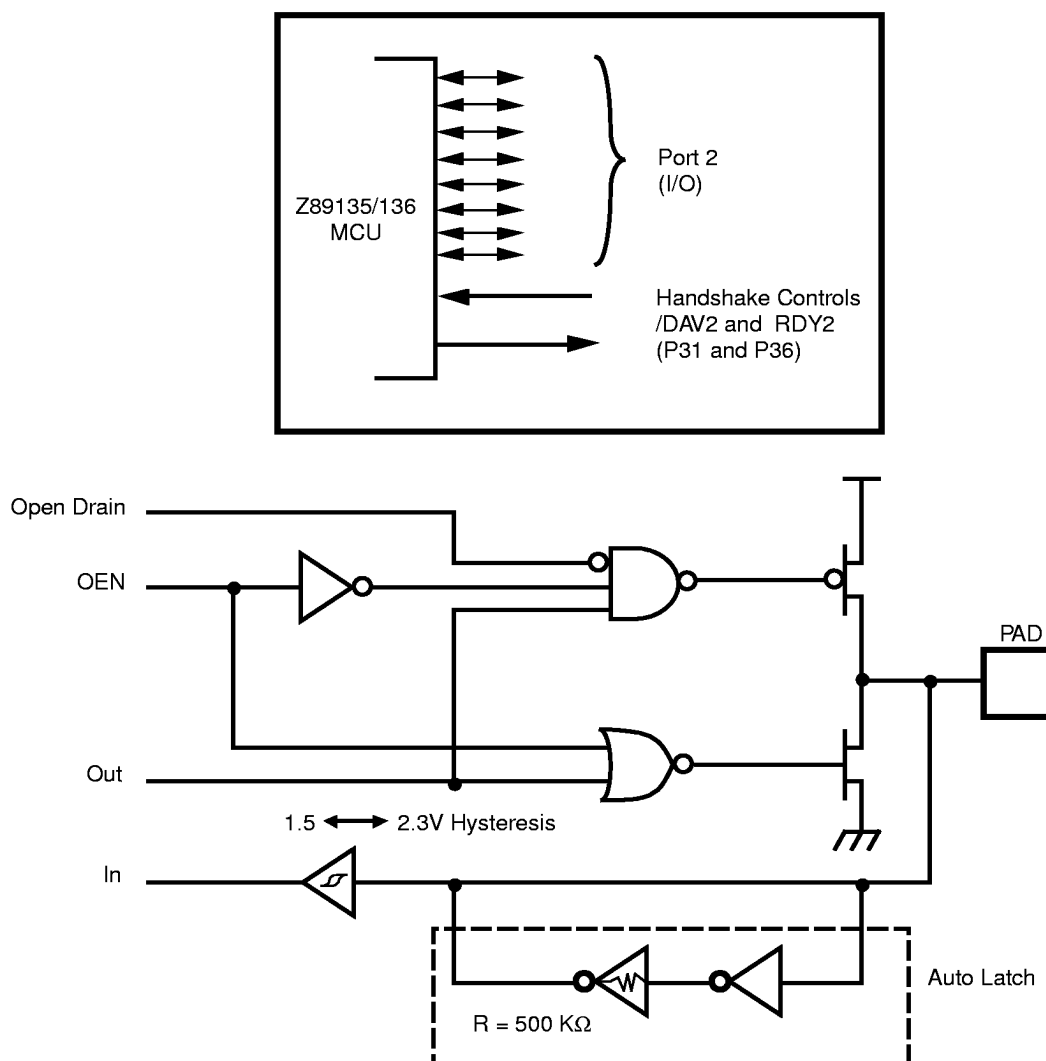 Z89135/136
MCU
Port 2
(I/O)
Handshake Controls
/DAV2 and RDY2
(P31 and P36)
Open Drain
OEN
PAD
Out
1.5 2.3V Hysteresis
In
Auto Latch
R = 500 KΩ